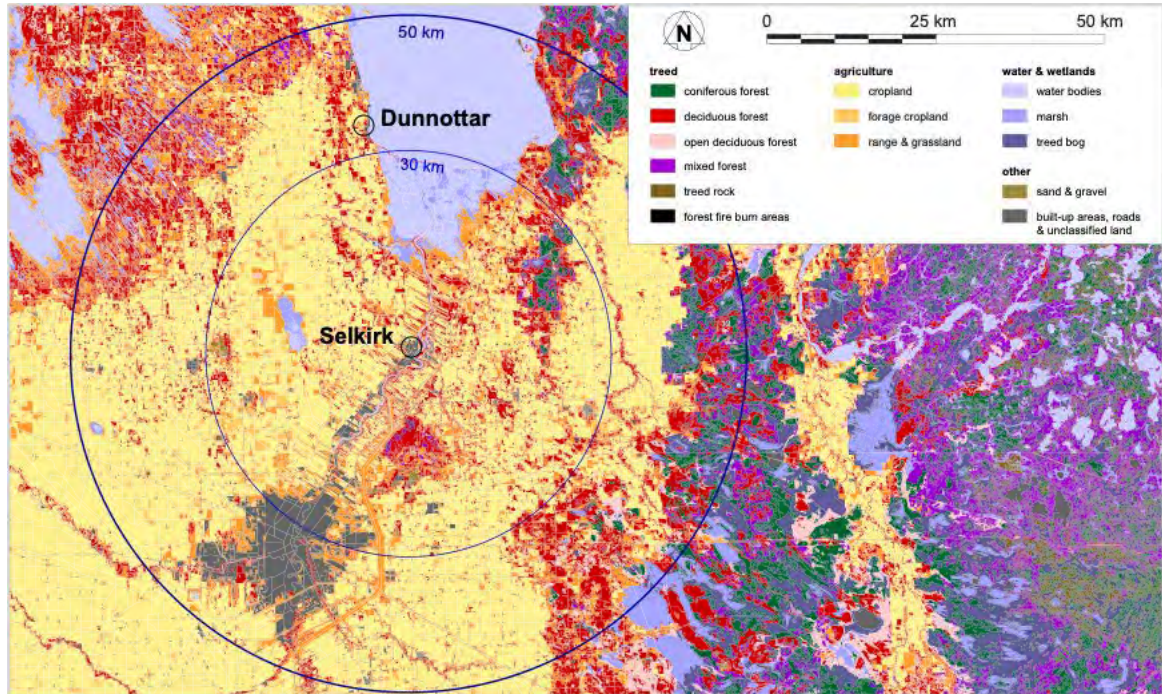 50 km
Dunnottar
30 km
Selkirk
N
0 25 km 50 km
treed
coniferous forest
deciduous forest
open deciduous forest
mixed forest
treed rock
forest fire burn areas
agriculture
cropland
forage cropland
range & grassland
water & wetlands
water bodies
marsh
treed bog
other
sand & gravel
built-up areas, roads
& unclassified land